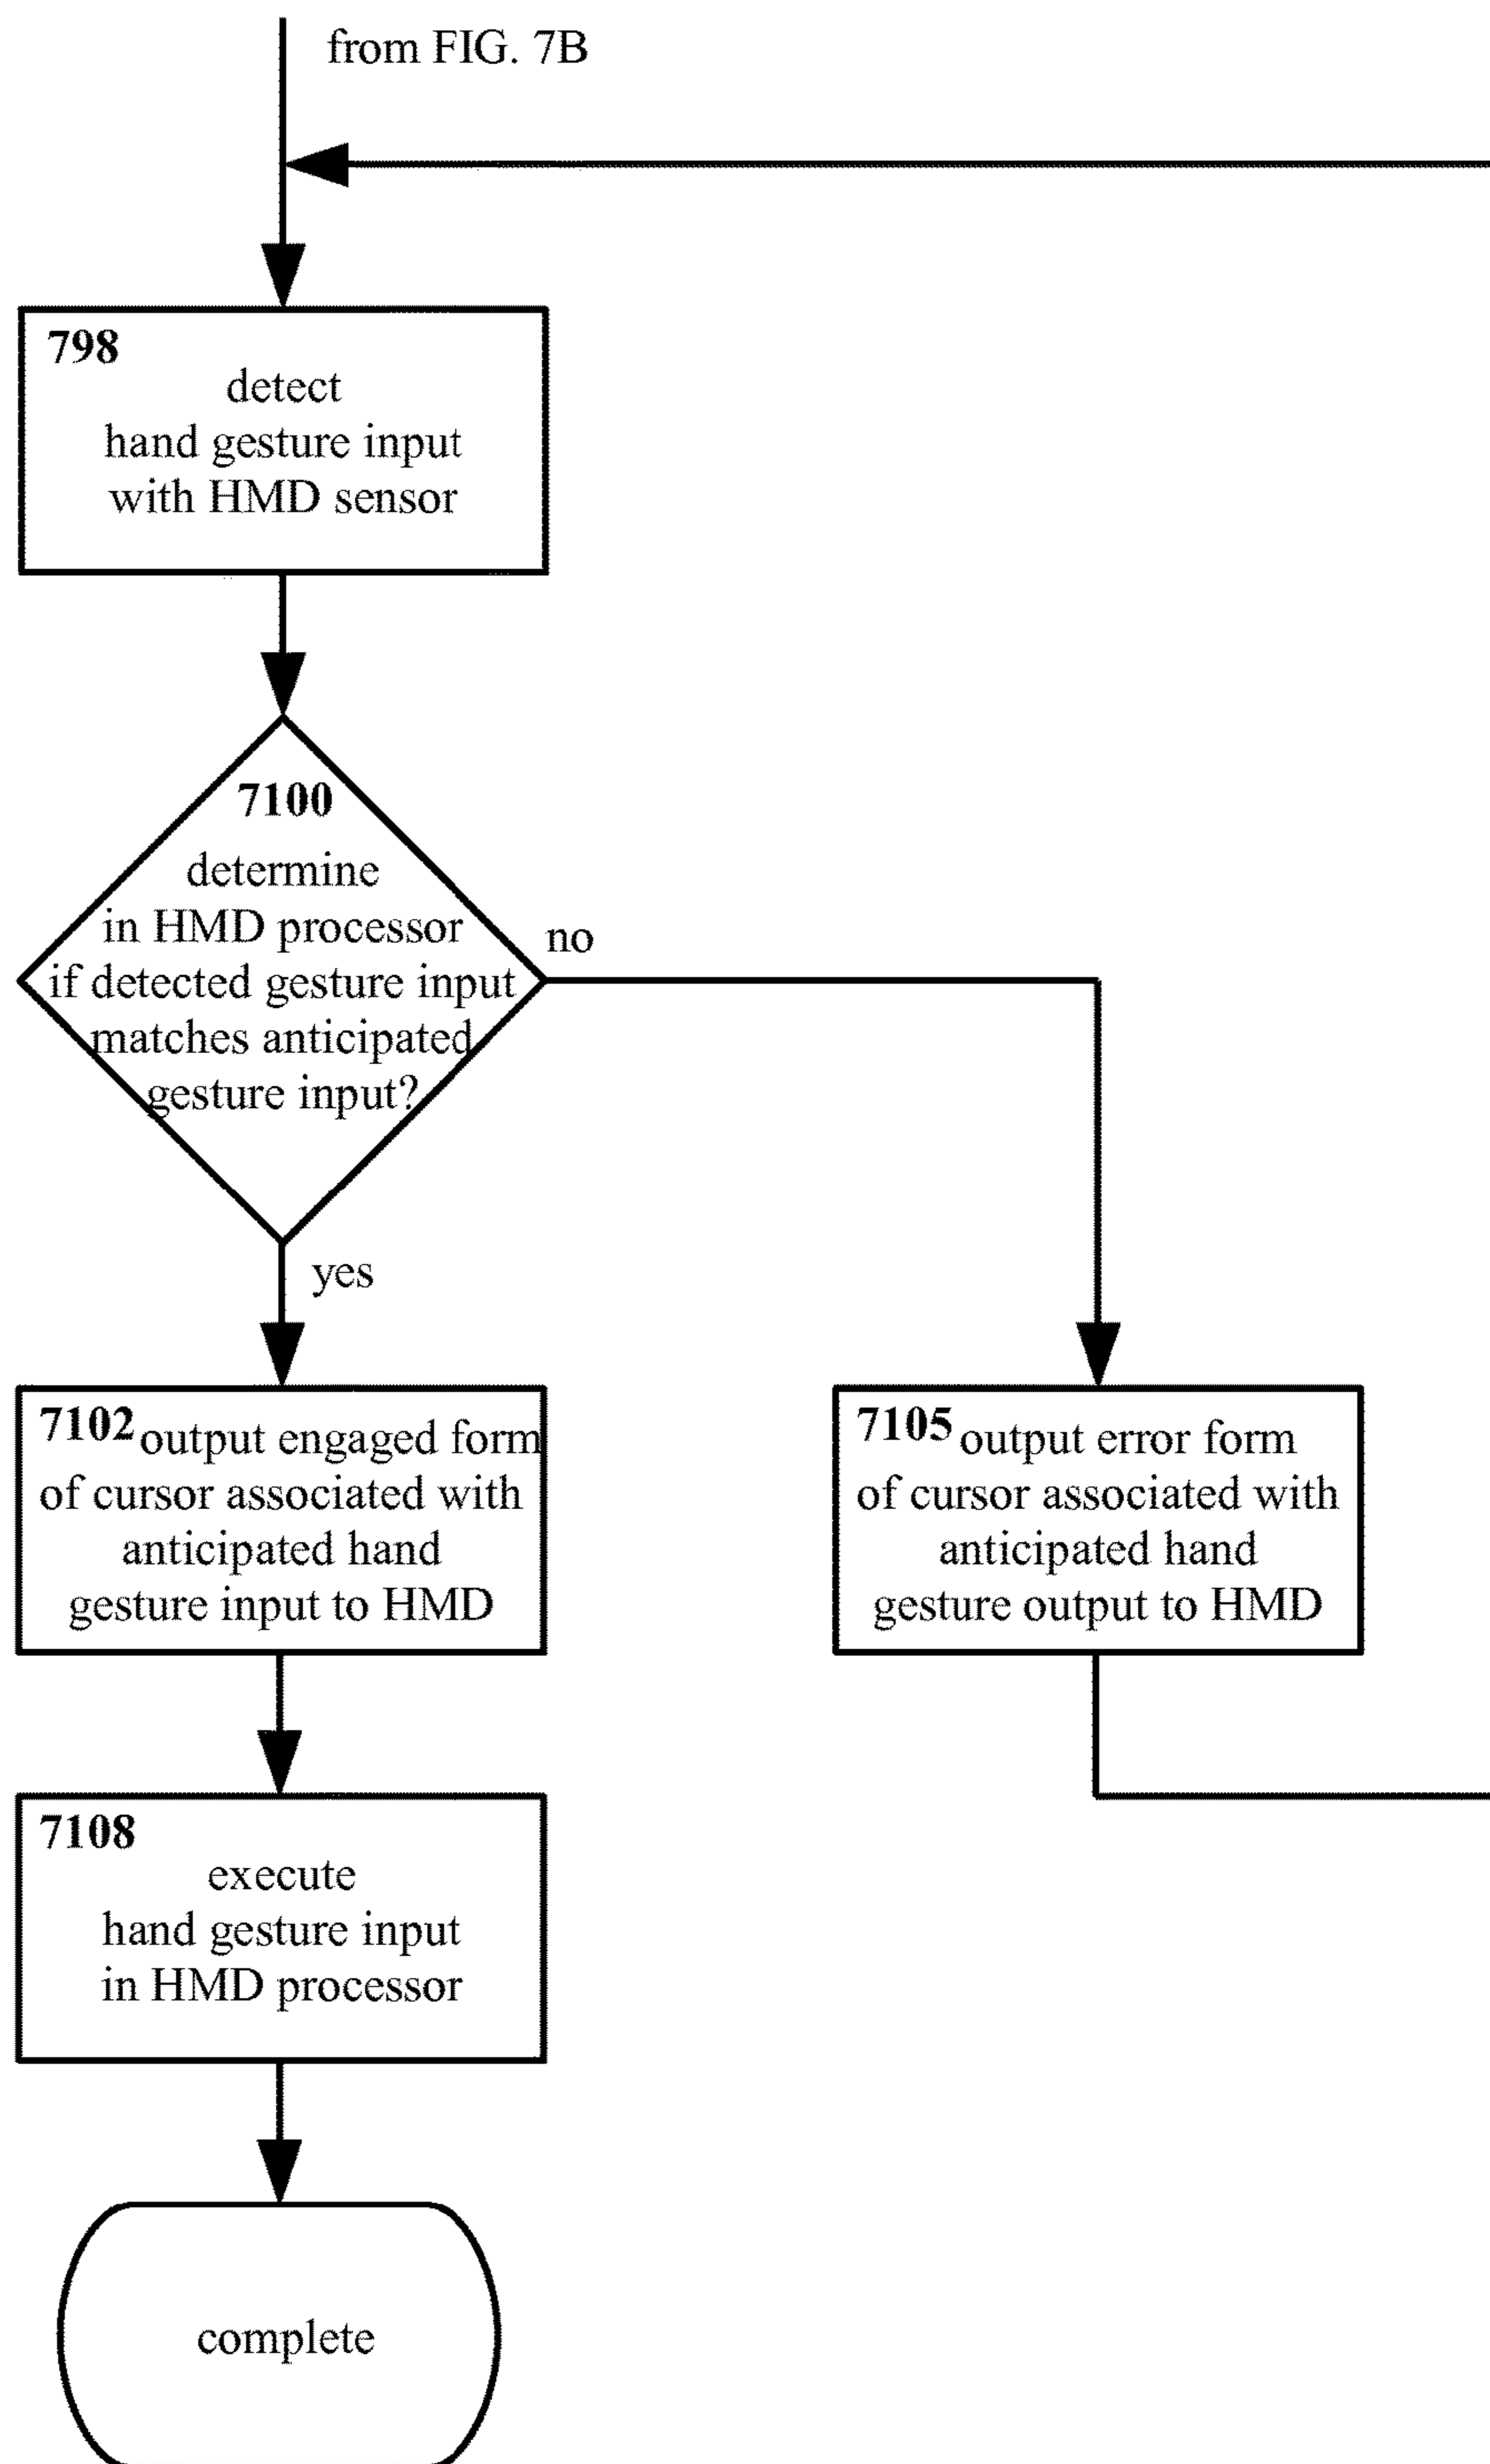 from FIG. 7B
798
detect
hand gesture input
with HMD sensor
7100
determine
in HMD processor
if detected gesture input
matches anticipated
gesture input?
no
yes
7102 output engaged form
of cursor associated with
anticipated hand
gesture input to HMD
7105 output error form
of cursor associated with
anticipated hand
gesture output to HMD
7108
execute
hand gesture input
in HMD processor
complete